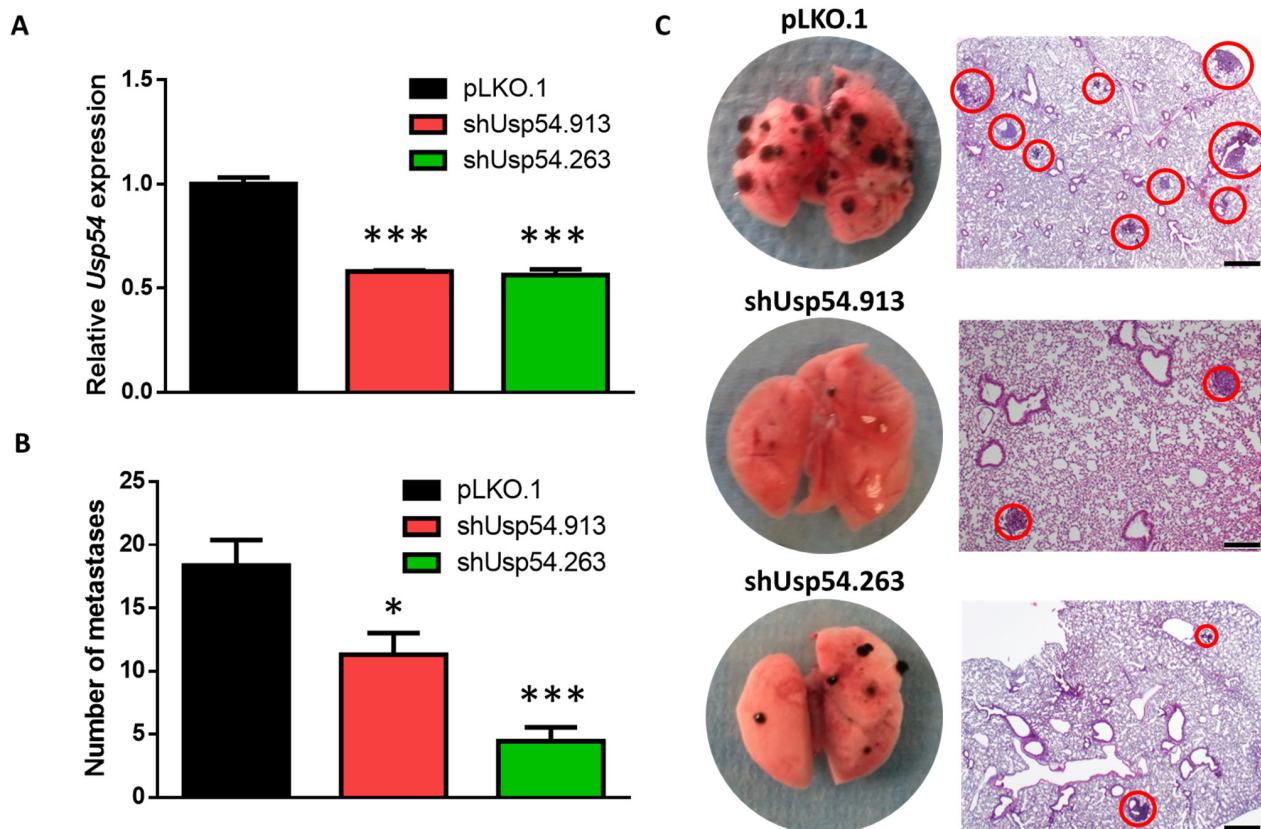 A
Relative Usp54 expression
1.5
1.0
0.5
0.0
pLKO.1
shUsp54.913
shUsp54.263
***
***
B
Number of metastases
25
20
15
10
5
0
pLKO.1
shUsp54.913
shUsp54.263
*
***
C
pLKO.1
shUsp54.913
shUsp54.263